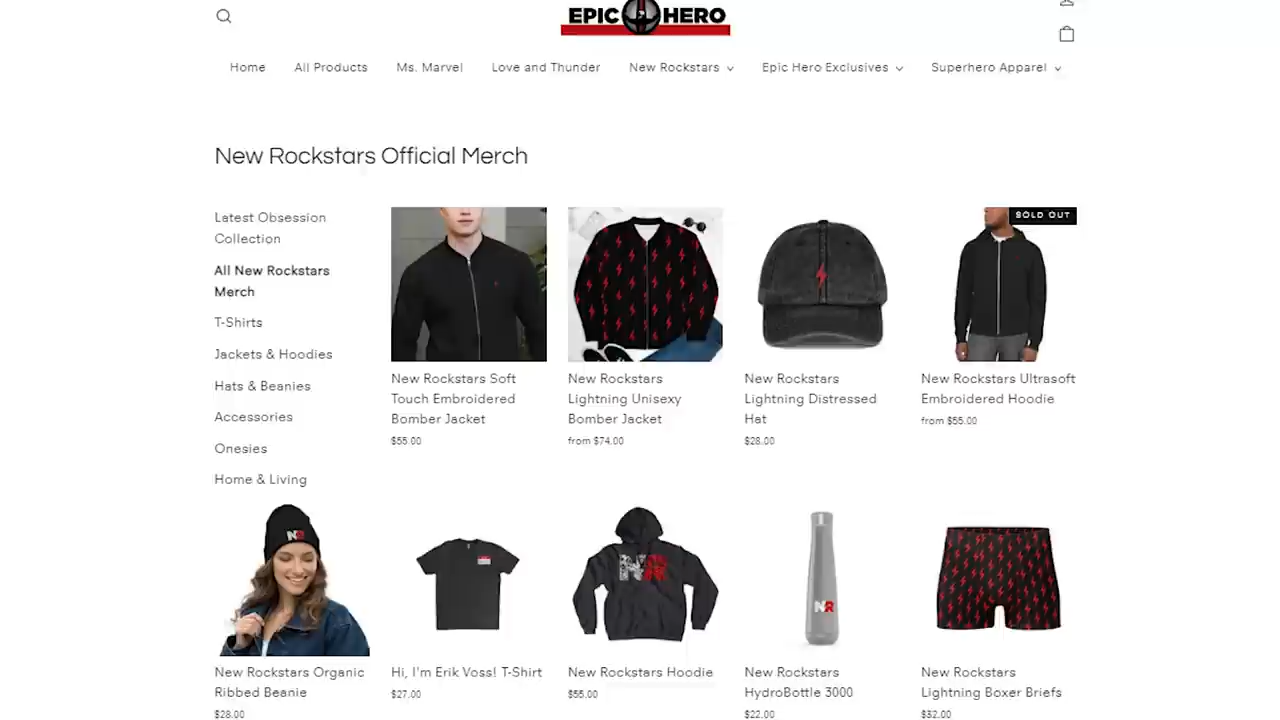 EPIC HERO
Home
All Products
Ms. Marvel
Love and Thunder
New Rockstars
Epic Hero Exclusives
Superhero Apparel
New Rockstars Official Merch
Latest Obsession
Collection
All New Rockstars
Merch
T-Shirts
Jackets & Hoodies
Hats & Beanies
Accessories
Onesies
Home & Living
New Rockstars Soft
Touch Embroidered
Bomber Jacket
$55.00
New Rockstars
Lightning Unisexy
Bomber Jacket
from $74.00
New Rockstars
Lightning Distressed
Hat
$28.00
SOLD OUT
New Rockstars Ultrasoft
Embroidered Hoodie
from $55.00
NR
New Rockstars Organic
Ribbed Beanie
$28.00
Hi, I'm Erik Voss! T-Shirt
$27.00
NR
New Rockstars Hoodie
$55.00
NR
New Rockstars
HydroBottle 3000
$22.00
New Rockstars
Lightning Boxer Briefs
$32.00